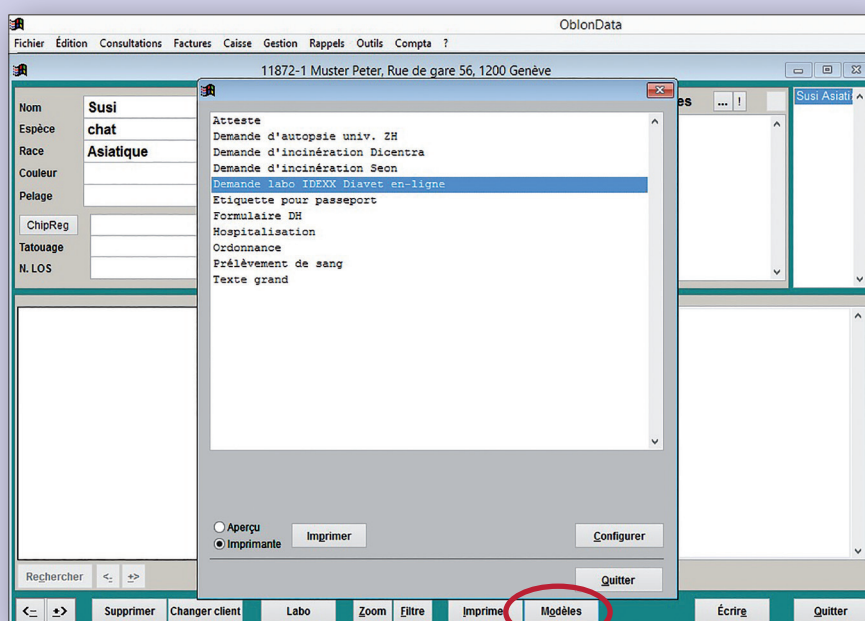 OblonData
Fichier Édition Consultations Factures Caisse Gestion Rappels Outils Compta ?
11872-1 Muster Peter, Rue de gare 56, 1200 Genève
Nom Susi
Espèce chat
Race Asiatique
Couleur
Pelage
ChipReg
Tatouage
N. LOS
... !
Susi
Atteste
Demande d'autopsie univ. ZH
Demande d'incinération Dicentra
Demande d'incinération Seon
Demande labo IDEXX Diavet en-ligne
Etiquette pour passeport
Formulaire DH
Hospitalisation
Ordonnance
Prélèvement de sang
Texte grand
Aperçu
Imprimante
Imprimer
Configurer
Quitter
Rechercher <- +>
<- +> Supprimer Changer client Labo Zoom Filtre Imprime Modèles Écrire Quitter